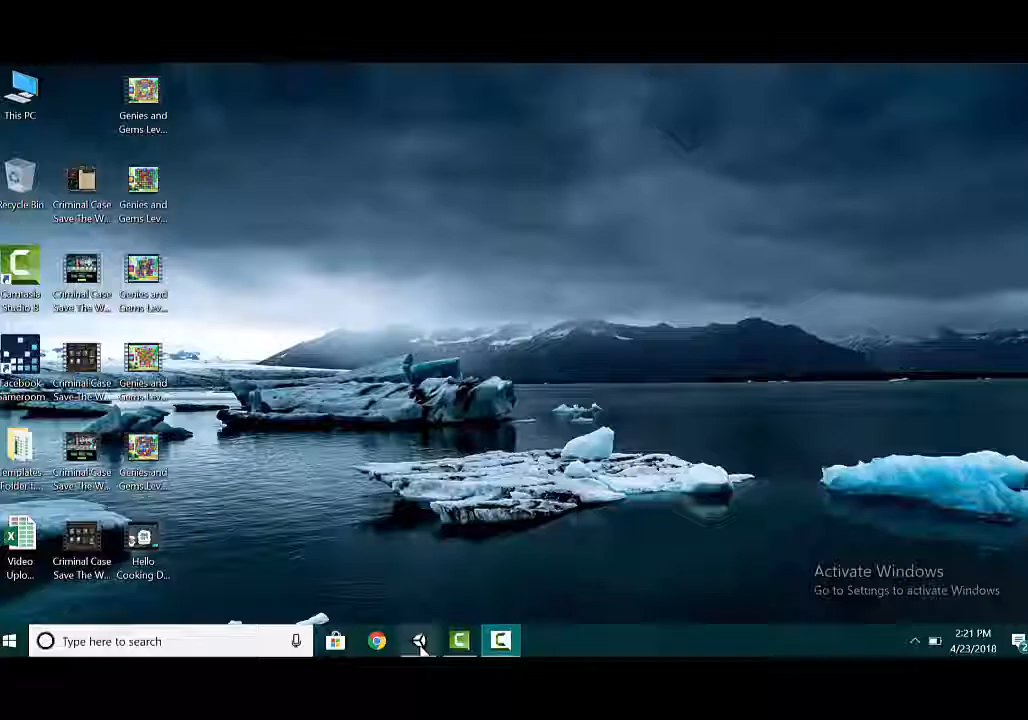 This PC
Genies and
Gems Lev...
Recycle Bin
Criminal Case
Save The W...
Genies and
Gems Lev...
Camtasia
Studio 8
Criminal Case
Save The W...
Genies and
Gems Lev...
Facebook
Gameroom
Criminal Case
Save The W...
Genies and
Gems Lev...
Templates
Folder
Criminal Case
Save The W...
Genies and
Gems Lev...
Video
Uplo...
Criminal Case
Save The W...
Hello
Cooking D...
Activate Windows
Go to Settings to activate Windows
Type here to search
2:21 PM
4/23/2018
2